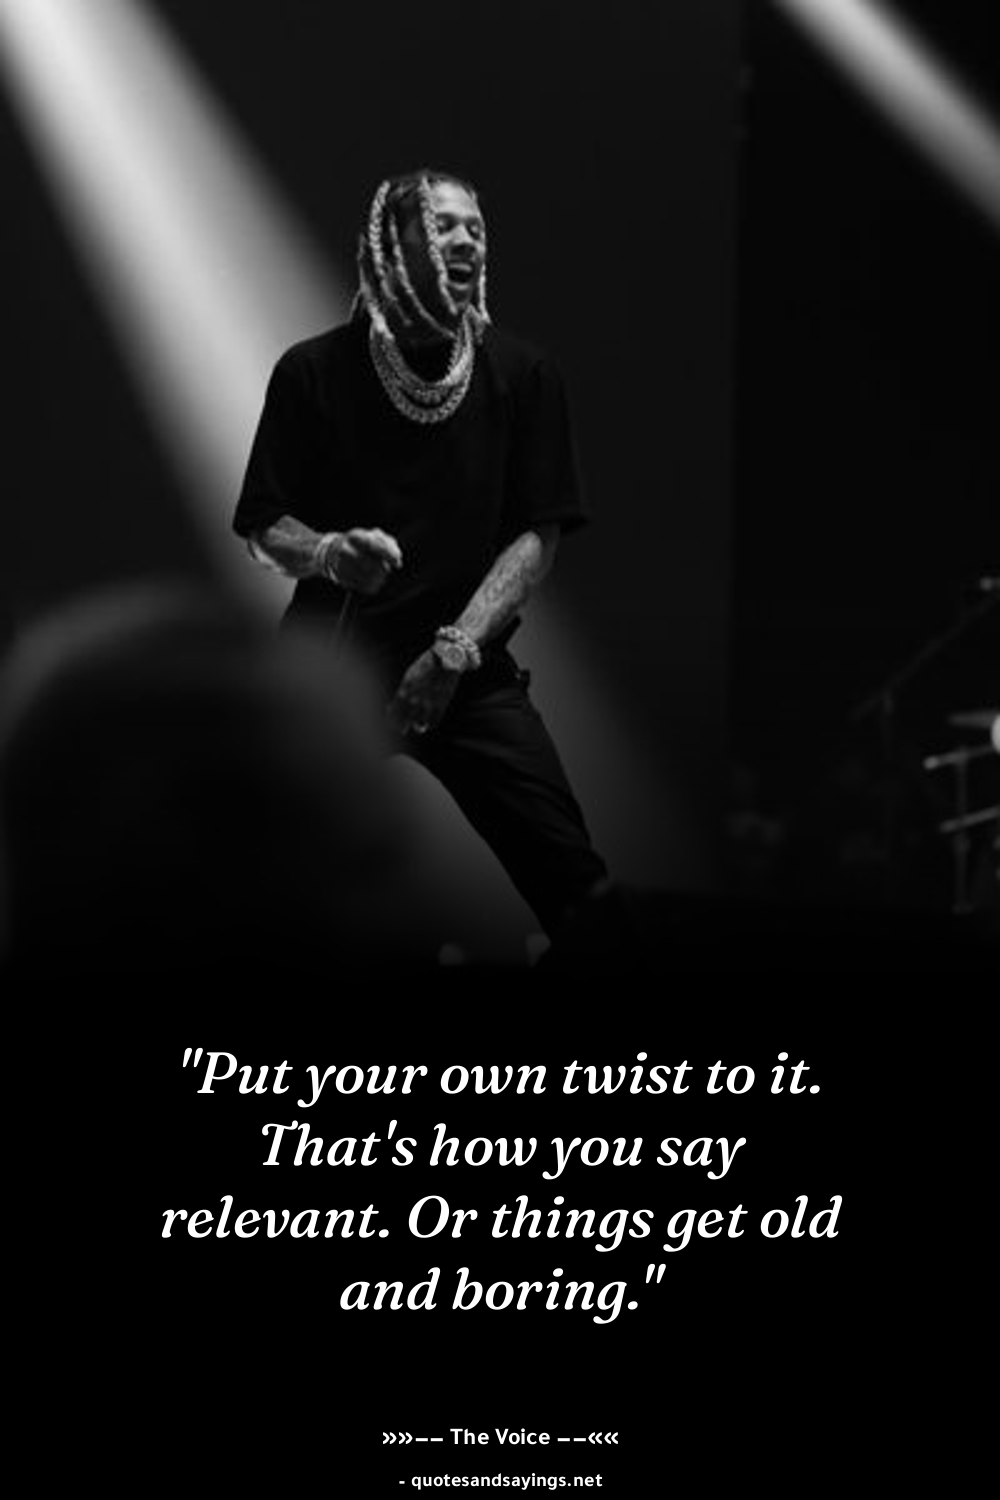 "Put your own twist to it.
That's how you say
relevant. Or things get old
and boring."
»»–– The Voice ––««
- quotesandsayings.net